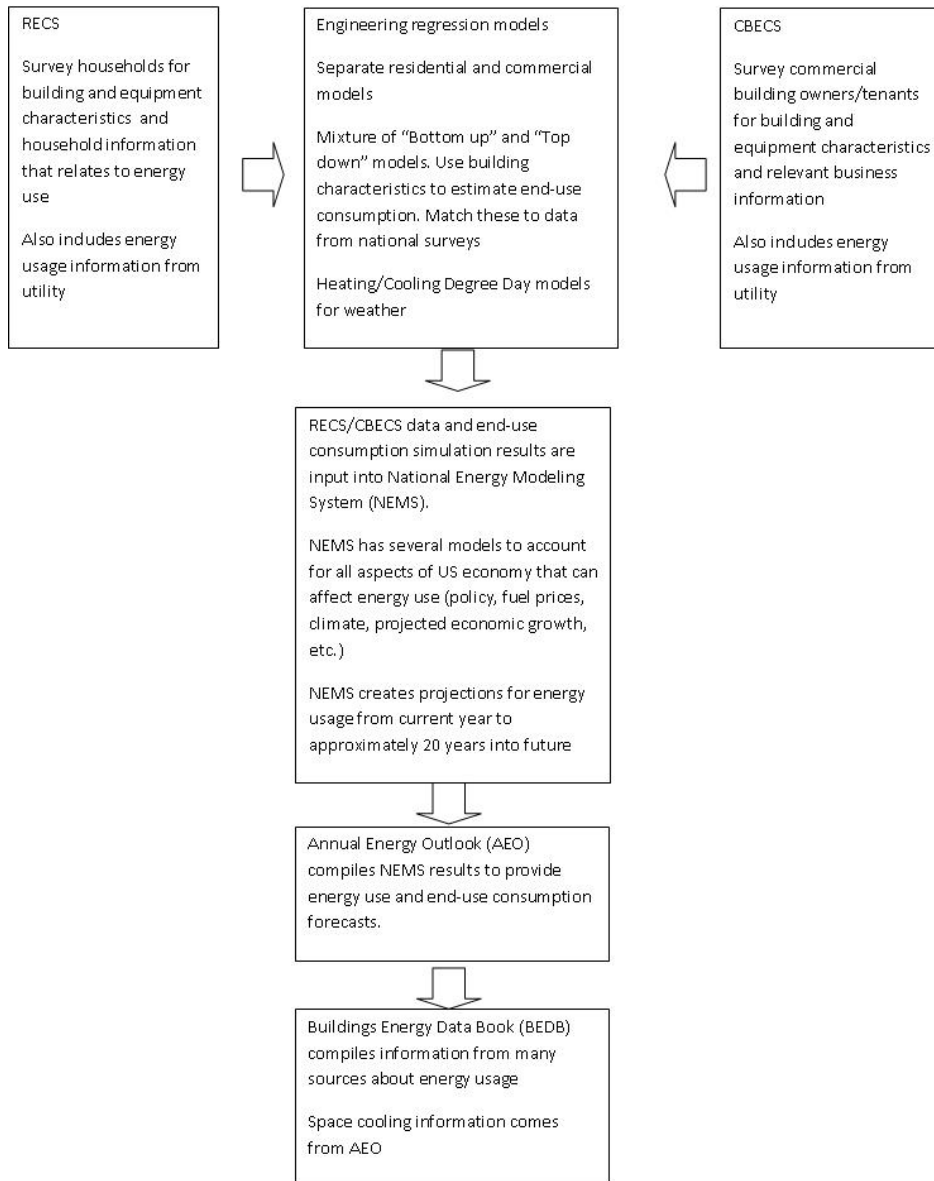 RECS
Survey households for
building and equipment
characteristics and
household information
that relates to energy
use
Also includes energy
usage information from
utility
Engineering regression models
Separate residential and commercial
models
Mixture of “Bottom up” and “Top
down” models. Use building
characteristics to estimate end-use
consumption. Match these to data
from national surveys
Heating/Cooling Degree Day models
for weather
CBECS
Survey commercial
building owners/tenants
for building and
equipment characteristics
and relevant business
information
Also includes energy
usage information from
utility
RECS/CBECS data and end-use
consumption simulation results are
input into National Energy Modeling
System (NEMS).
NEMS has several models to account
for all aspects of US economy that can
affect energy use (policy, fuel prices,
climate, projected economic growth,
etc.)
NEMS creates projections for energy
usage from current year to
approximately 20 years into future
Annual Energy Outlook (AEO)
compiles NEMS results to provide
energy use and end-use consumption
forecasts.
Buildings Energy Data Book (BEDB)
compiles information from many
sources about energy usage
Space cooling information comes
from AEO